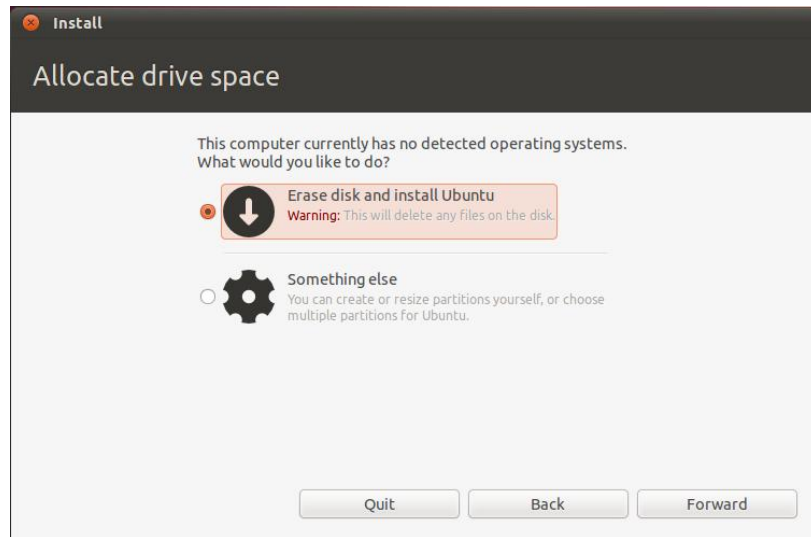 Install
Allocate drive space
This computer currently has no detected operating systems.
What would you like to do?
Erase disk and install Ubuntu
Warning: This will delete any files on the disk.
Something else
You can create or resize partitions yourself, or choose
multiple partitions for Ubuntu.
Quit Back Forward